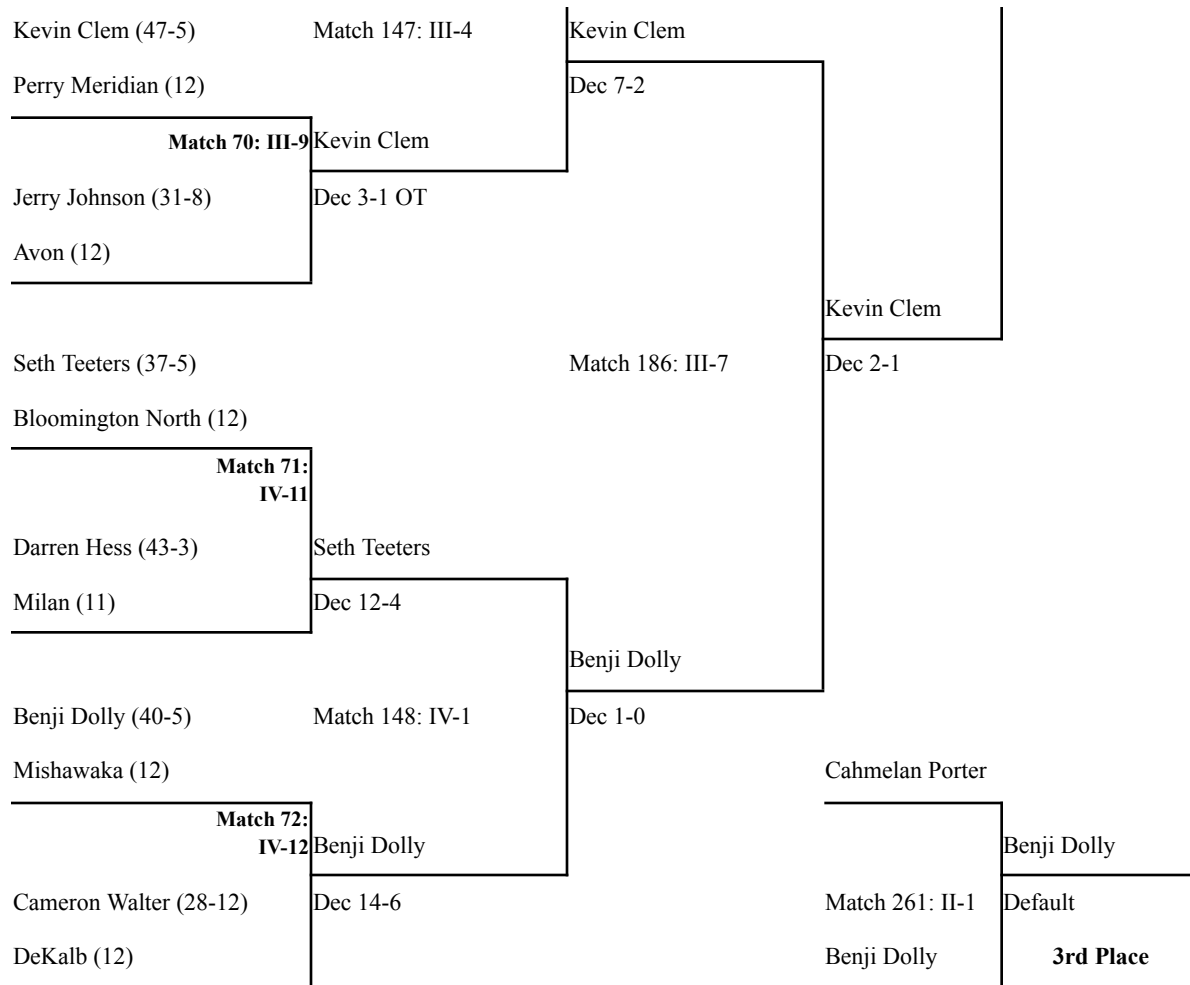 Kevin Clem (47-5) Match 147: III-4 Kevin Clem
Perry Meridian (12) Dec 7-2
Match 70: III-9 Kevin Clem
Jerry Johnson (31-8) Dec 3-1 OT
Avon (12)
Kevin Clem
Seth Teeters (37-5) Match 186: III-7 Dec 2-1
Bloomington North (12)
Match 71:
IV-11
Darren Hess (43-3) Seth Teeters
Milan (11) Dec 12-4
Benji Dolly
Benji Dolly (40-5) Match 148: IV-1 Dec 1-0
Mishawaka (12) Cahmelan Porter
Match 72:
IV-12 Benji Dolly Benji Dolly
Cameron Walter (28-12) Dec 14-6 Match 261: II-1 Default
DeKalb (12) Benji Dolly 3rd Place